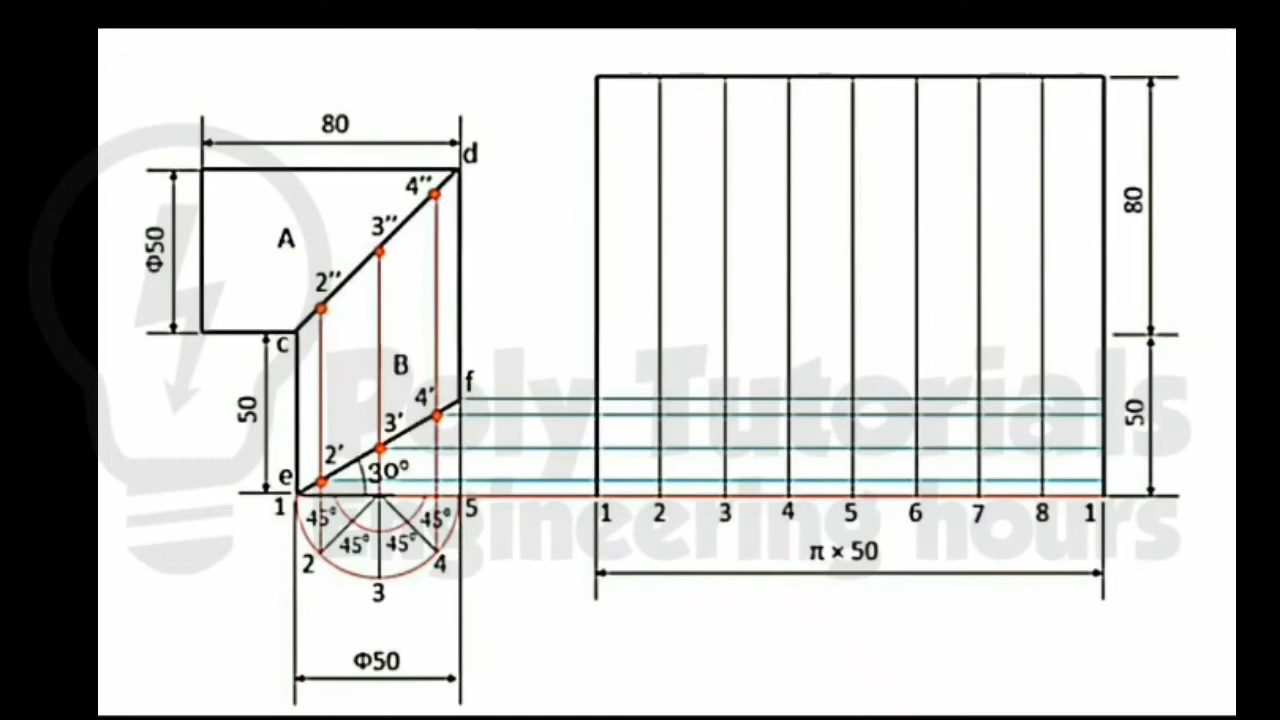 80
d
4’’
3’’
A
Φ50
2’’
c
B
f
50
4’
3’
2’
30°
e
1
45°
45°
5
45°
45°
2
4
3
Φ50
80
50
1 2 3 4 5 6 7 8 1
π × 50
Poly Tutorials
Engineering hours